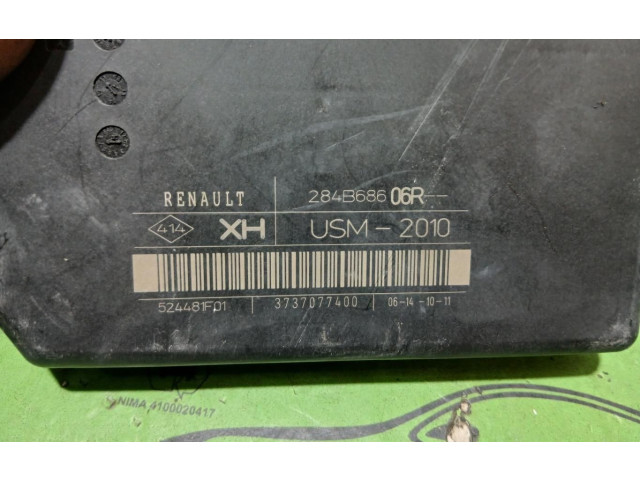 RENAULT 284B686 06R
414 XH USM - 2010
524481F01 3737077400 06-14-10-11
NIMA 4100020417